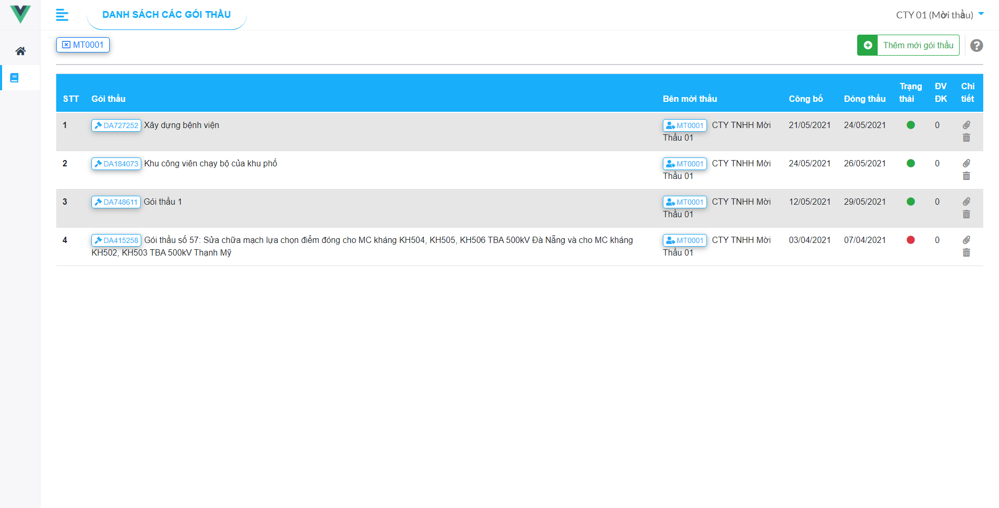 DANH SÁCH CÁC GÓI THẦU
CTY 01 (Mời thầu)
MT0001
Thêm mới gói thầu
STT Gói thầu Bên mời thầu Công bố Đóng thầu Trạng thái ĐV ĐK Chi tiết
1 DA727252 Xây dựng bệnh viện MT0001 CTY TNHH Mời 21/05/2021 24/05/2021 0
Thầu 01
2 DA184073 Khu công viên chạy bộ của khu phố MT0001 CTY TNHH Mời 24/05/2021 26/05/2021 0
Thầu 01
3 DA748611 Gói thầu 1 MT0001 CTY TNHH Mời 12/05/2021 29/05/2021 0
Thầu 01
4 DA415258 Gói thầu số 57: Sửa chữa mạch lựa chọn điểm đóng cho MC kháng KH504, KH505, KH506 TBA 500kV Đà Nẵng và cho MC kháng MT0001 CTY TNHH Mời 03/04/2021 07/04/2021 0
KH502, KH503 TBA 500kV Thạnh Mỹ Thầu 01